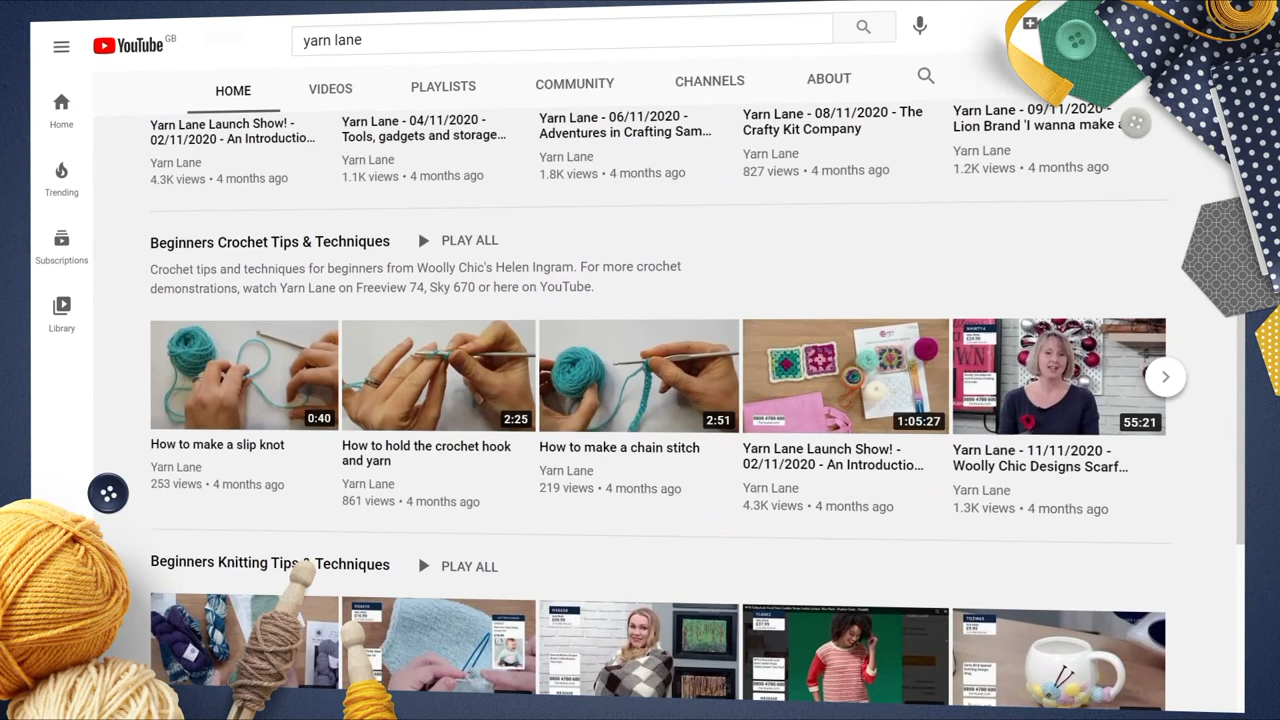 YouTube GB
yarn lane
HOME VIDEOS PLAYLISTS COMMUNITY CHANNELS ABOUT
Home
Trending
Subscriptions
Library
Yarn Lane Launch Show! -
02/11/2020 - An Introductio...
Yarn Lane
4.3K views • 4 months ago
Yarn Lane - 04/11/2020 -
Tools, gadgets and storage...
Yarn Lane
1.1K views • 4 months ago
Yarn Lane - 06/11/2020 -
Adventures in Crafting Sam...
Yarn Lane
1.8K views • 4 months ago
Yarn Lane - 08/11/2020 - The
Crafty Kit Company
Yarn Lane
827 views • 4 months ago
Yarn Lane - 09/11/2020 -
Lion Brand 'I wanna make
Yarn Lane
1.2K views • 4 months ago
Beginners Crochet Tips & Techniques PLAY ALL
Crochet tips and techniques for beginners from Woolly Chic's Helen Ingram. For more crochet
demonstrations, watch Yarn Lane on Freeview 74, Sky 670 or here on YouTube.
0:40
How to make a slip knot
Yarn Lane
253 views • 4 months ago
2:25
How to hold the crochet hook
and yarn
Yarn Lane
861 views • 4 months ago
2:51
How to make a chain stitch
Yarn Lane
219 views • 4 months ago
1:05:27
Yarn Lane Launch Show! -
02/11/2020 - An Introductio...
Yarn Lane
4.3K views • 4 months ago
55:21
Yarn Lane - 11/11/2020 -
Woolly Chic Designs Scarf...
Yarn Lane
1.3K views • 4 months ago
Beginners Knitting Tips & Techniques PLAY ALL